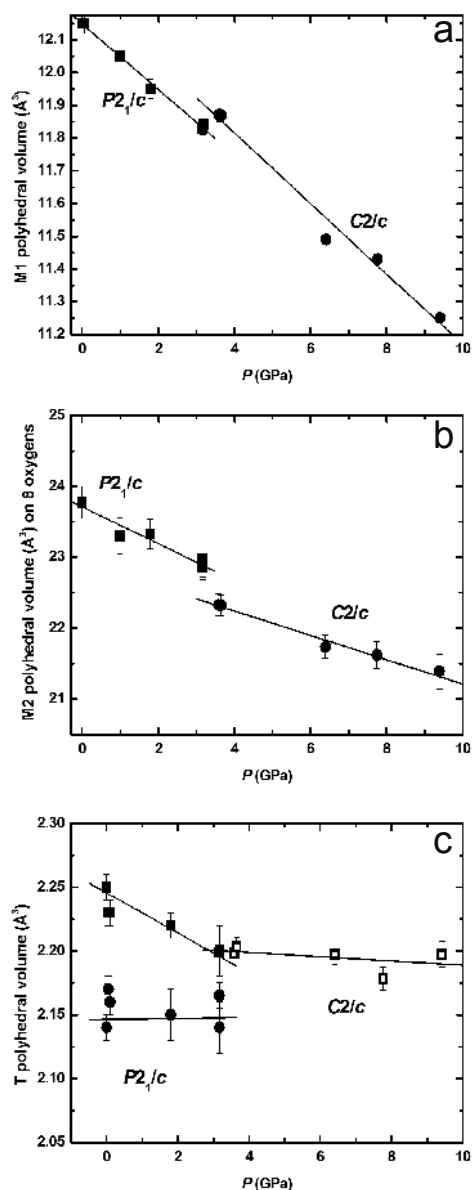 a
12.1
12.0
11.9
11.8
11.7
11.6
11.5
11.4
11.3
11.2
M1 polyhedral volume (Å³)
P2₁/c
C2/c
0 2 4 6 8 10
P (GPa)
b
25
24
23
22
21
M2 polyhedral volume (Å³) on 8 oxygens
P2₁/c
C2/c
0 2 4 6 8 10
P (GPa)
c
2.30
2.25
2.20
2.15
2.10
2.05
T polyhedral volume (Å³)
C2/c
P2₁/c
0 2 4 6 8 10
P (GPa)